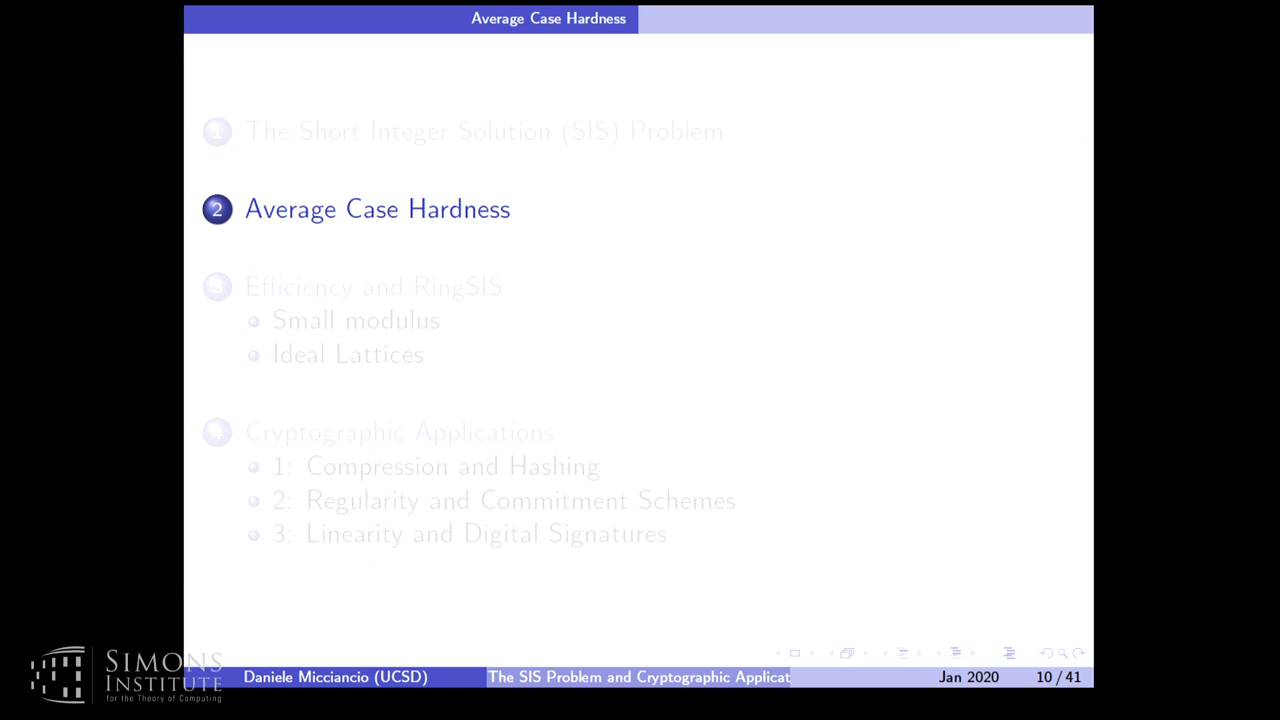 Average Case Hardness
1 The Short Integer Solution (SIS) Problem
2 Average Case Hardness
3 Efficiency and RingSIS
Small modulus
Ideal Lattices
4 Cryptographic Applications
1: Compression and Hashing
2: Regularity and Commitment Schemes
3: Linearity and Digital Signatures
SIMONS
INSTITUTE
for the Theory of Computing
Daniele Micciancio (UCSD)
The SIS Problem and Cryptographic Applicat
Jan 2020
10 / 41